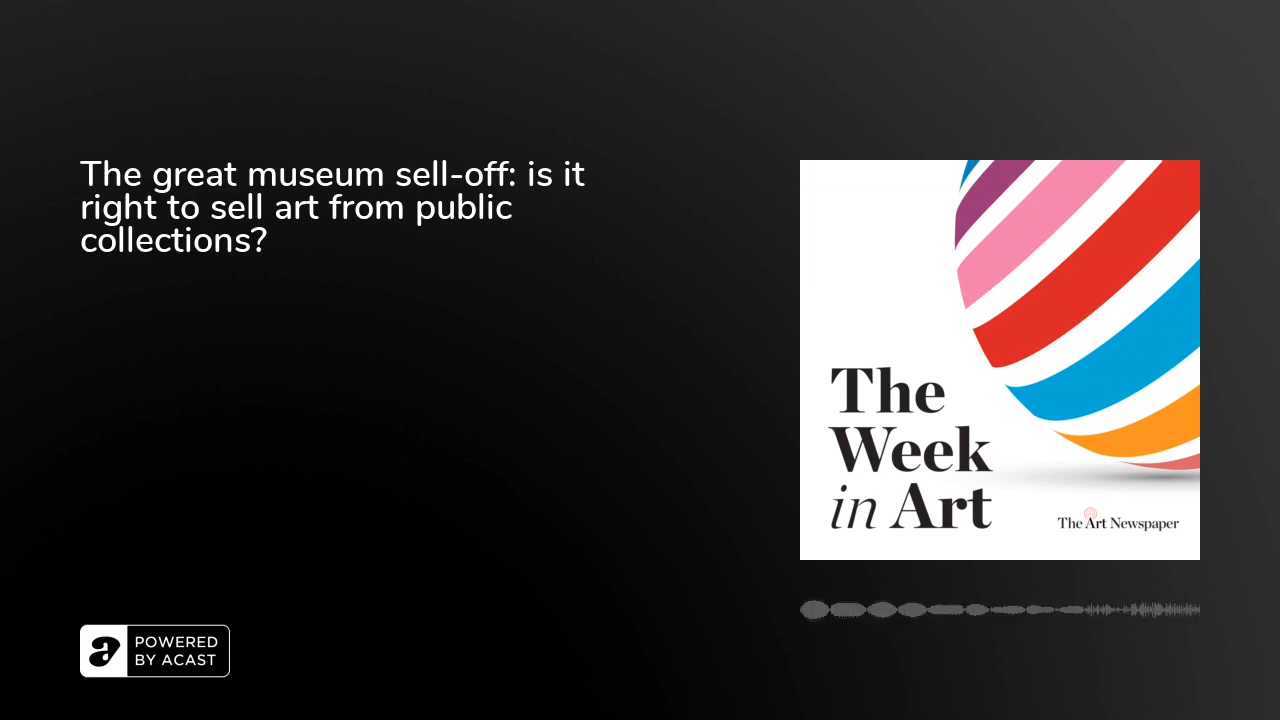 The great museum sell-off: is it
right to sell art from public
collections?
The
Week
in Art
The Art Newspaper
a
POWERED
BY ACAST